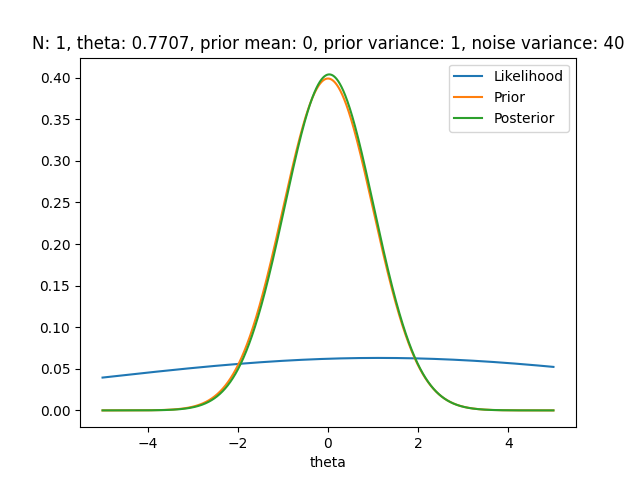 N: 1, theta: 0.7707, prior mean: 0, prior variance: 1, noise variance: 40
Likelihood
Prior
Posterior
0.40
0.35
0.30
0.25
0.20
0.15
0.10
0.05
0.00
−4 −2 0 2 4
theta